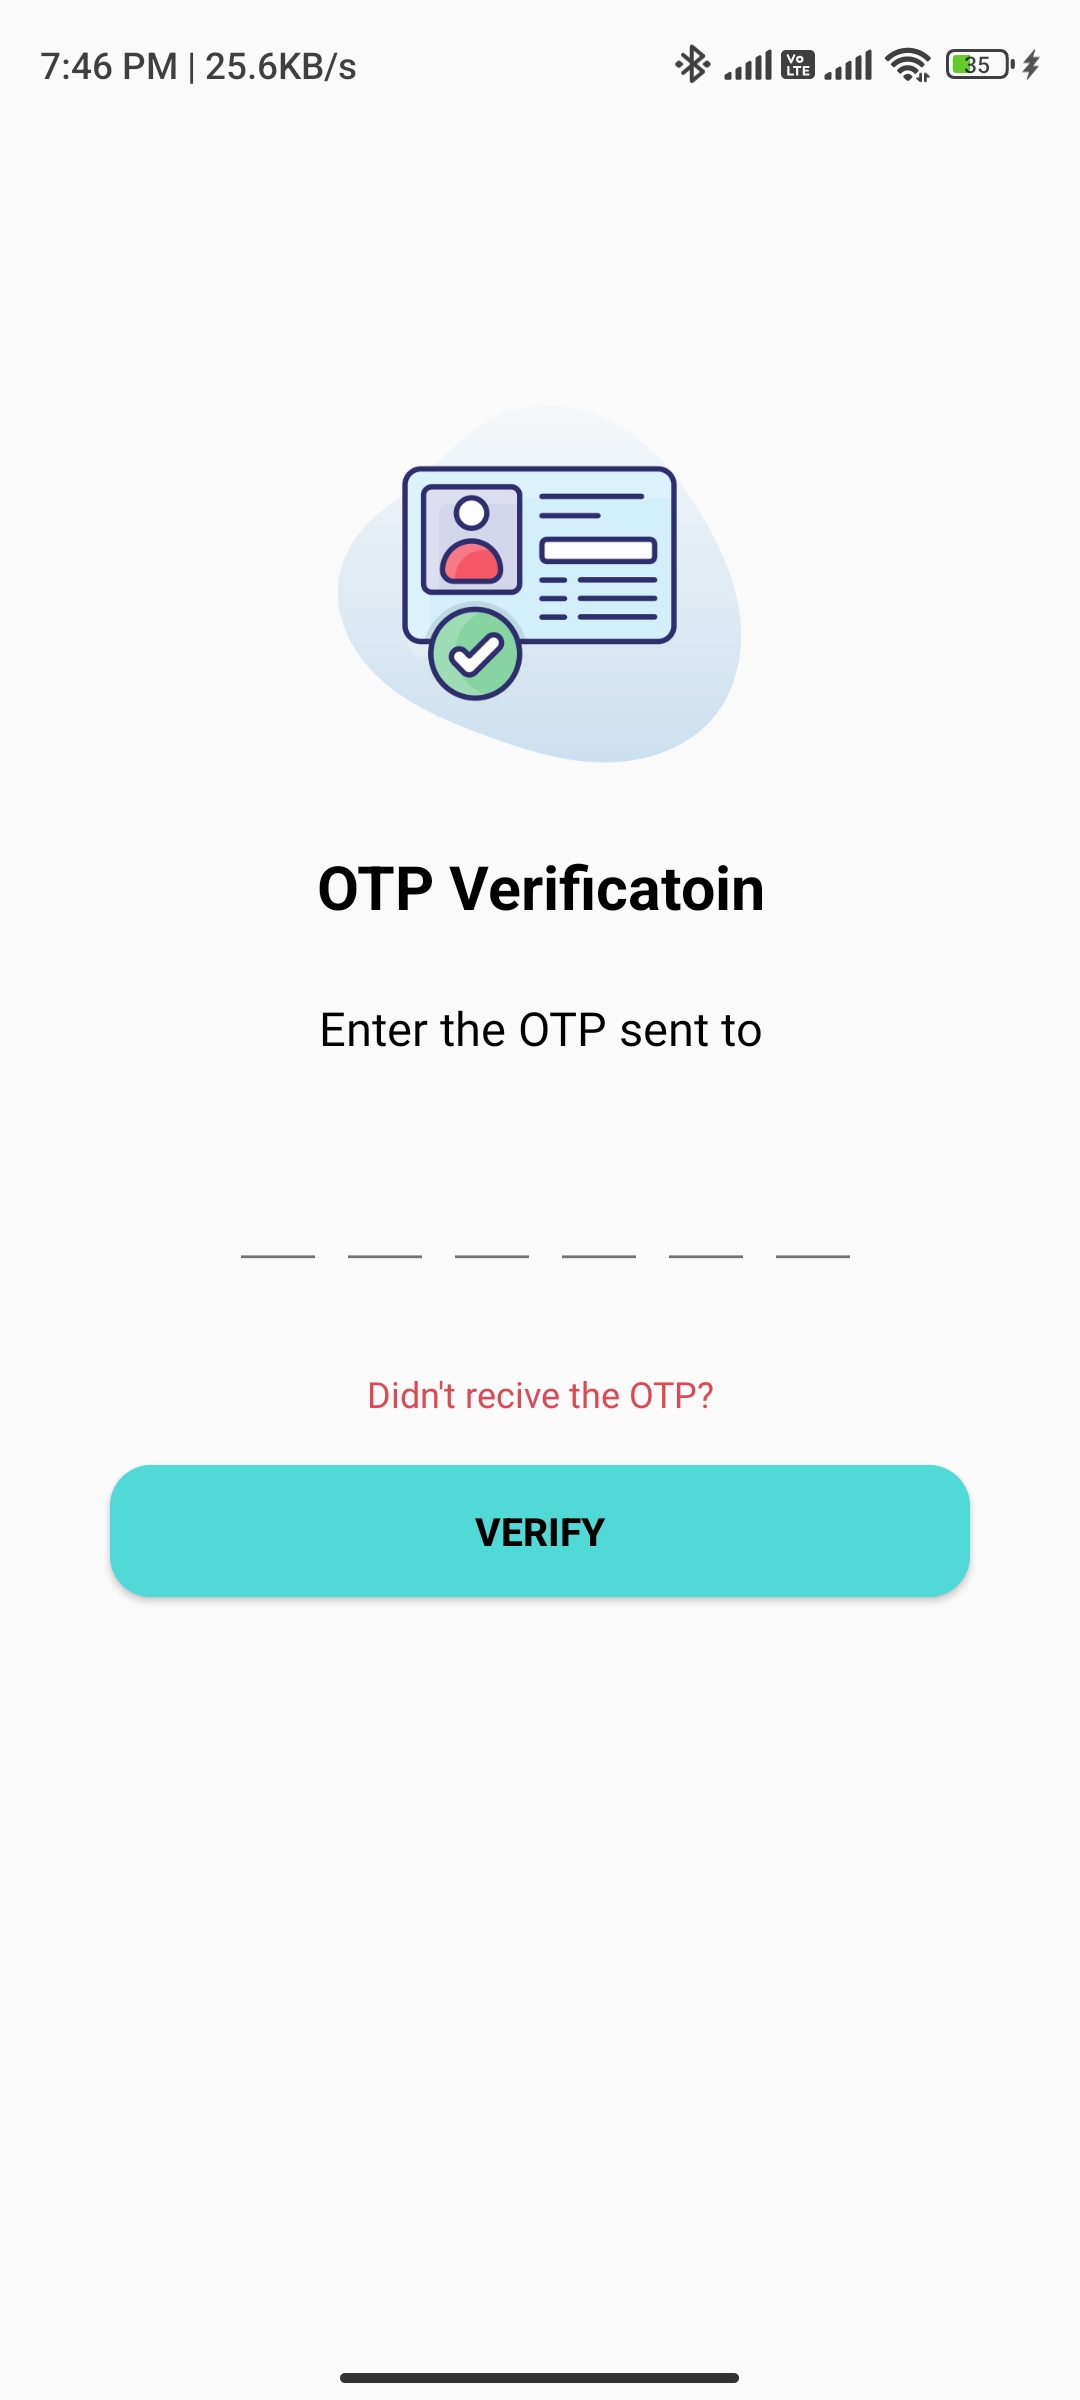 7:46 PM | 25.6KB/s Vo LTE 35
OTP Verificatoin
Enter the OTP sent to
Didn't recive the OTP?
VERIFY